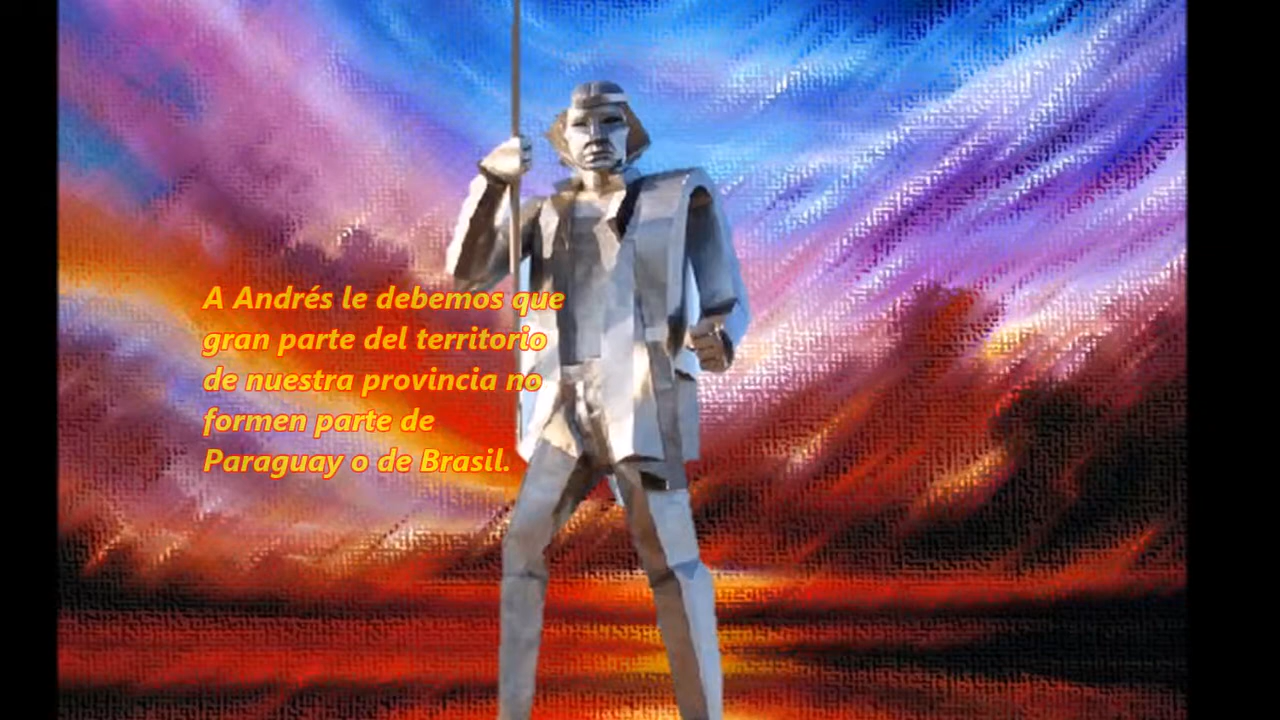 A Andrés le debemos que
gran parte del territorio
de nuestra provincia no
formen parte de
Paraguay o de Brasil.